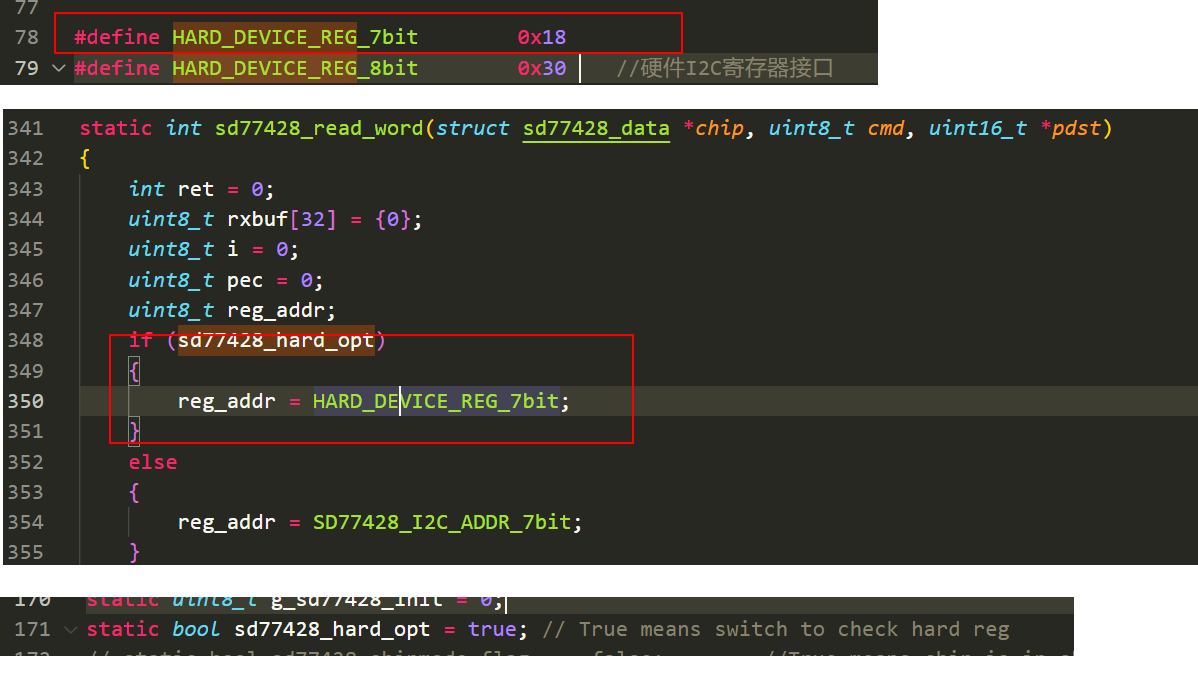 77
78 #define HARD_DEVICE_REG_7bit 0x18
79 #define HARD_DEVICE_REG_8bit 0x30 //硬件I2C寄存器接口
341 static int sd77428_read_word(struct sd77428_data *chip, uint8_t cmd, uint16_t *pdst)
342 {
343 int ret = 0;
344 uint8_t rxbuf[32] = {0};
345 uint8_t i = 0;
346 uint8_t pec = 0;
347 uint8_t reg_addr;
348 if (sd77428_hard_opt)
349 {
350 reg_addr = HARD_DEVICE_REG_7bit;
351 }
352 else
353 {
354 reg_addr = SD77428_I2C_ADDR_7bit;
355 }
170 static uint8_t g_sd77428_init = 0;
171 static bool sd77428_hard_opt = true; // True means switch to check hard reg